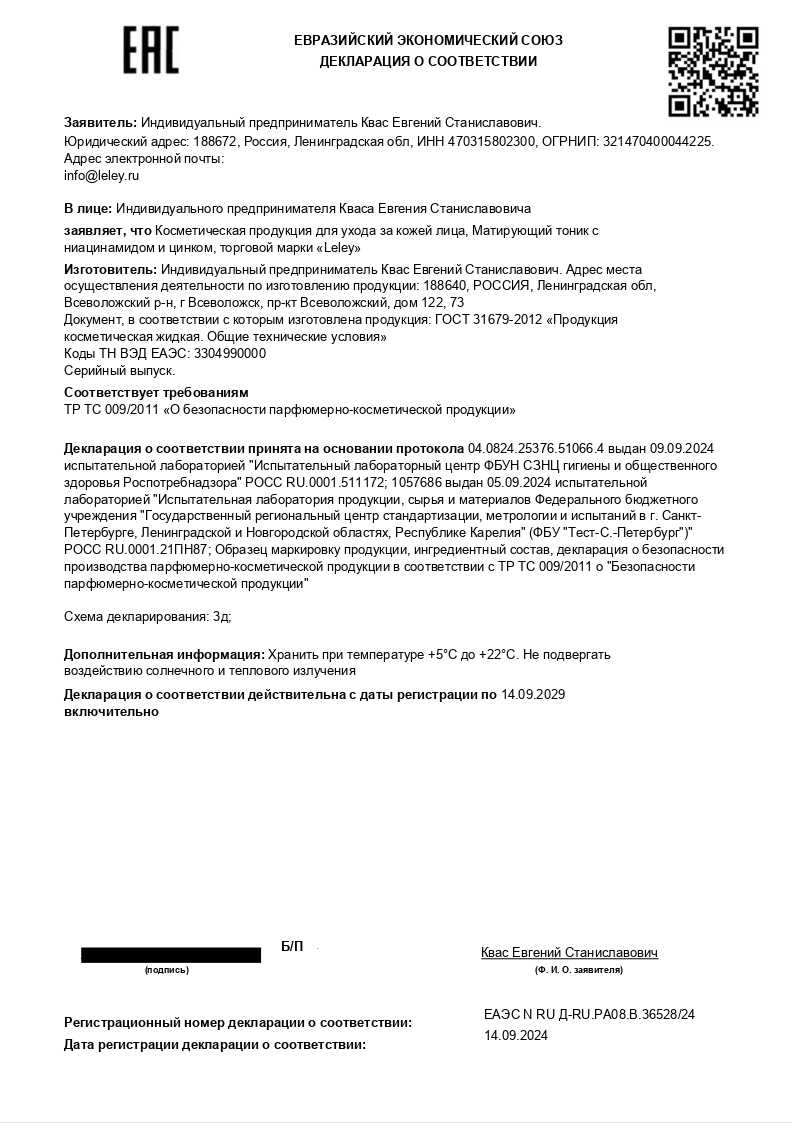 ЕАС
ЕВРАЗИЙСКИЙ ЭКОНОМИЧЕСКИЙ СОЮЗ
ДЕКЛАРАЦИЯ О СООТВЕТСТВИИ
Заявитель: Индивидуальный предприниматель Квас Евгений Станиславович.
Юридический адрес: 188672, Россия, Ленинградская обл, ИНН 470315802300, ОГРНИП: 321470400044225.
Адрес электронной почты:
info@leley.ru
В лице: Индивидуального предпринимателя Кваса Евгения Станиславовича
заявляет, что Косметическая продукция для ухода за кожей лица, Матирующий тоник с
ниацинамидом и цинком, торговой марки «Leley»
Изготовитель: Индивидуальный предприниматель Квас Евгений Станиславович. Адрес места
осуществления деятельности по изготовлению продукции: 188640, РОССИЯ, Ленинградская обл,
Всеволожский р-н, г Всеволожск, пр-кт Всеволожский, дом 122, 73
Документ, в соответствии с которым изготовлена продукция: ГОСТ 31679-2012 «Продукция
косметическая жидкая. Общие технические условия»
Коды ТН ВЭД ЕАЭС: 3304990000
Серийный выпуск.
Соответствует требованиям
ТР ТС 009/2011 «О безопасности парфюмерно-косметической продукции»
Декларация о соответствии принята на основании протокола 04.0824.25376.51066.4 выдан 09.09.2024
испытательной лабораторией "Испытательный лабораторный центр ФБУН СЗНЦ гигиены и общественного
здоровья Роспотребнадзора" РОСС RU.0001.511172; 1057686 выдан 05.09.2024 испытательной
лабораторией "Испытательная лаборатория продукции, сырья и материалов Федерального бюджетного
учреждения "Государственный региональный центр стандартизации, метрологии и испытаний в г. Санкт-
Петербурге, Ленинградской и Новгородской областях, Республике Карелия" (ФБУ "Тест-С.-Петербург")"
РОСС RU.0001.21ПН87; Образец маркировку продукции, ингредиентный состав, декларация о безопасности
производства парфюмерно-косметической продукции в соответствии с ТР ТС 009/2011 о "Безопасности
парфюмерно-косметической продукции"
Схема декларирования: 3д;
Дополнительная информация: Хранить при температуре +5°С до +22°С. Не подвергать
воздействию солнечного и теплового излучения
Декларация о соответствии действительна с даты регистрации по 14.09.2029
включительно
Б/П
Квас Евгений Станиславович
(подпись)
(Ф. И. О. заявителя)
Регистрационный номер декларации о соответствии: ЕАЭС N RU Д-RU.РА08.В.36528/24
Дата регистрации декларации о соответствии: 14.09.2024